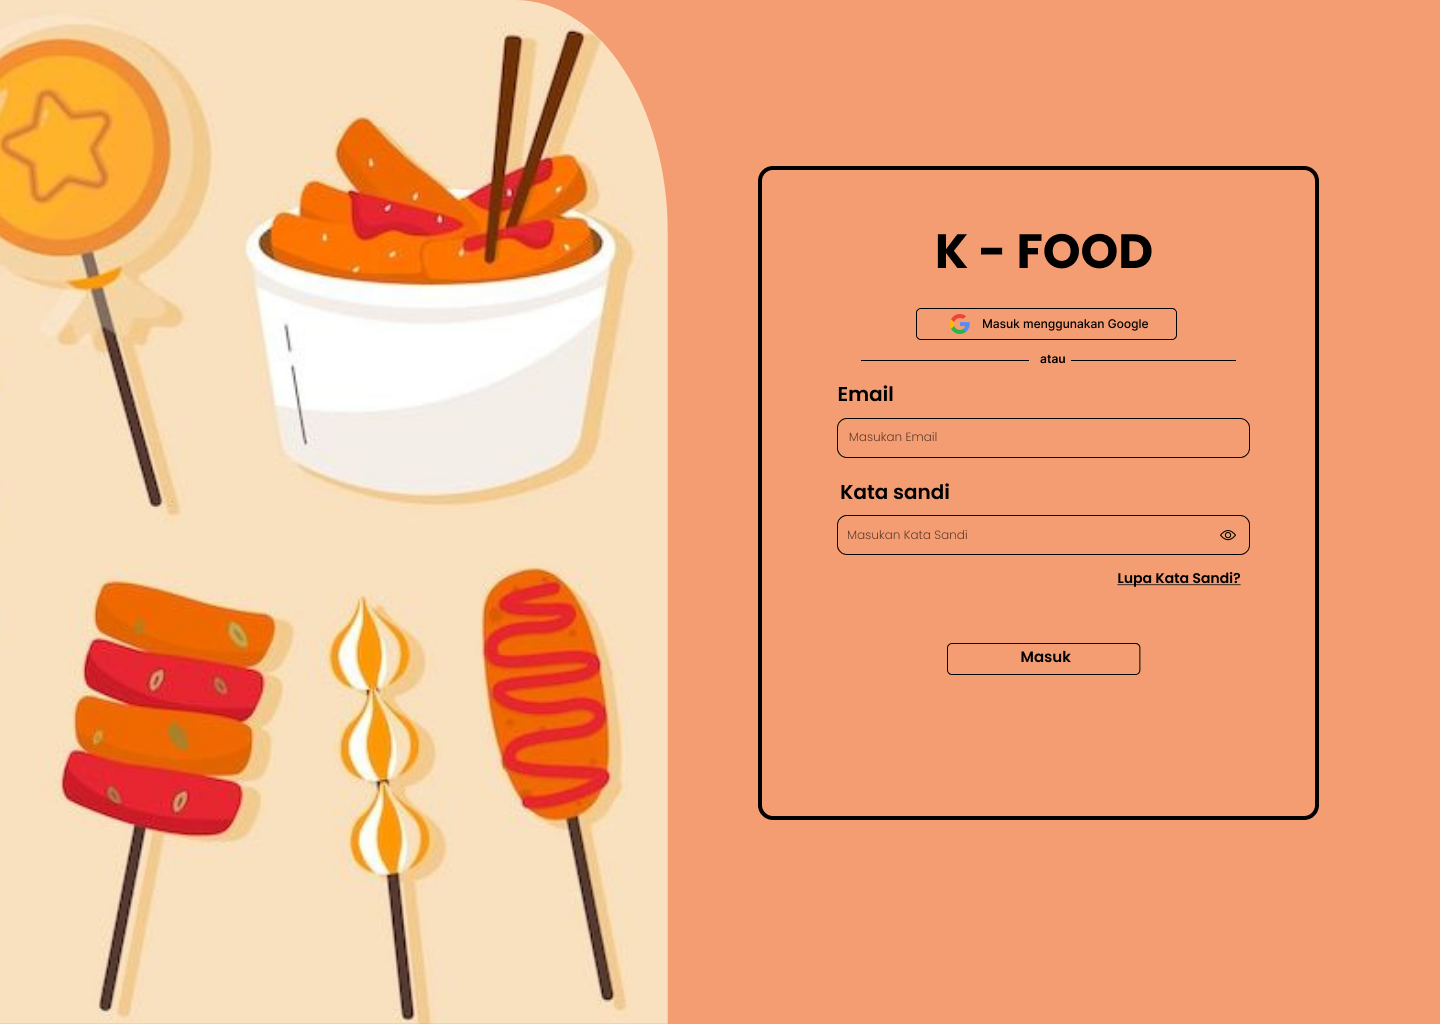 K - FOOD
Masuk menggunakan Google
atau
Email
Masukan Email
Kata sandi
Masukan Kata Sandi
Lupa Kata Sandi?
Masuk